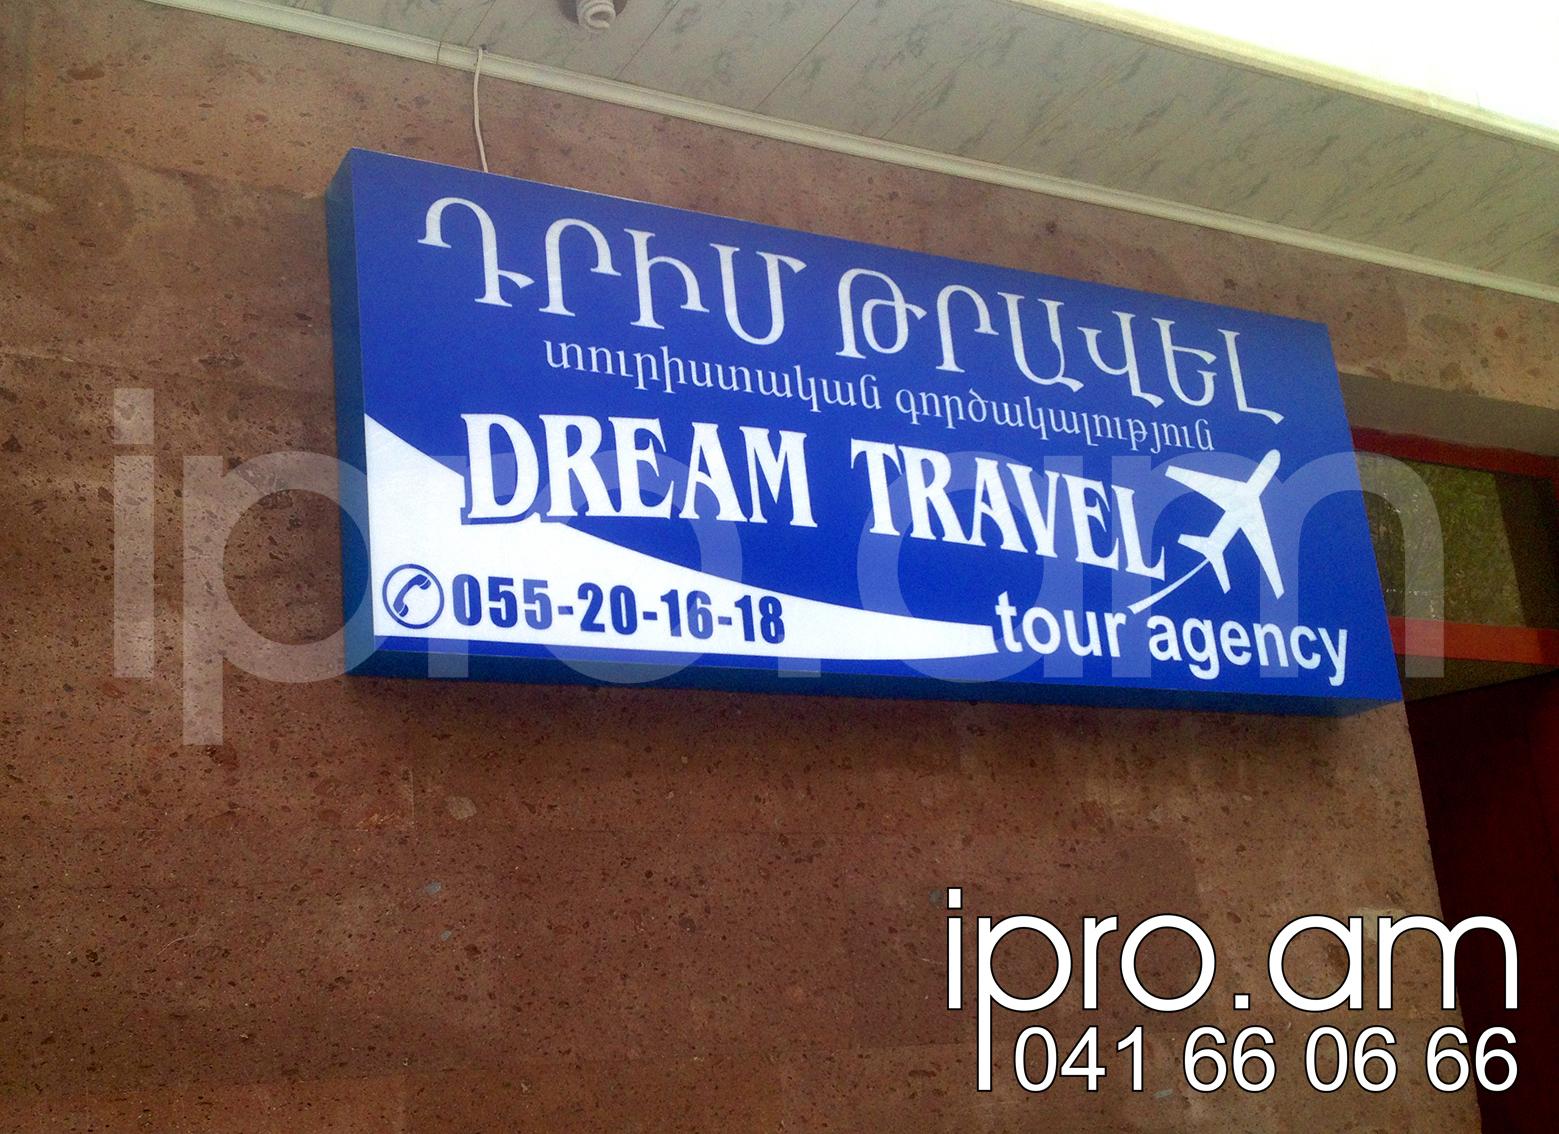 ԴՐԻՄ ԹՐԱՎԵԼ
տուրիստական գործակալություն
DREAM TRAVEL
055-20-16-18
tour agency
ipro.am
ipro.am
041 66 06 66